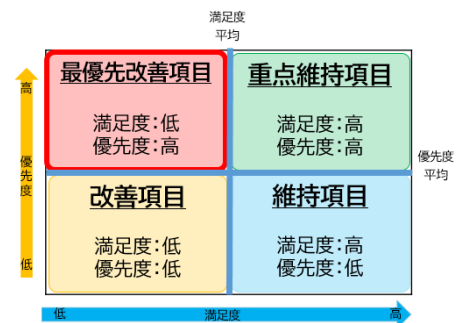 満足度
平均
最優先改善項目
満足度:低
優先度:高
重点維持項目
満足度:高
優先度:高
高
優先度
低
優先度
平均
改善項目
満足度:低
優先度:低
維持項目
満足度:高
優先度:低
低
満足度
高